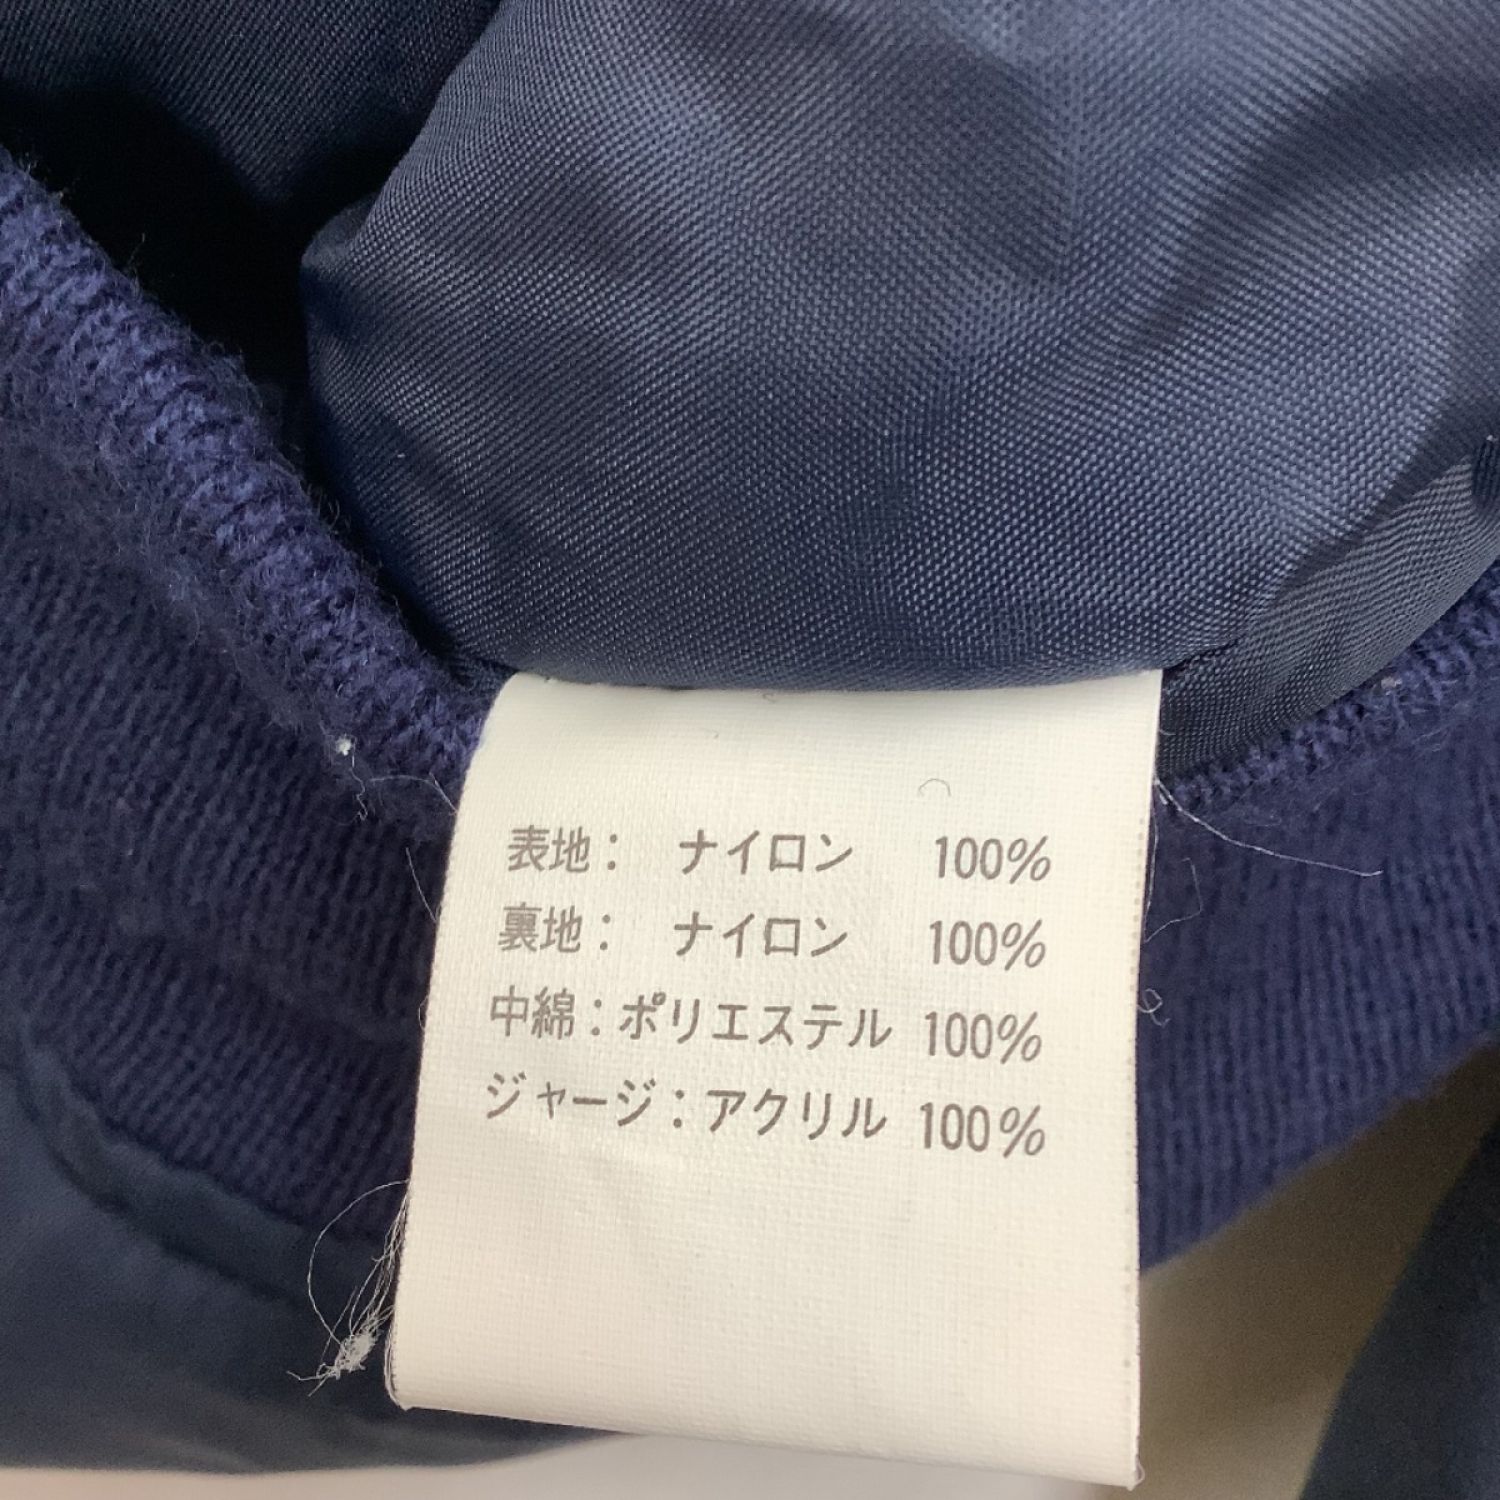 表地： ナイロン 100%
裏地： ナイロン 100%
中綿：ポリエステル 100%
ジャージ：アクリル 100%